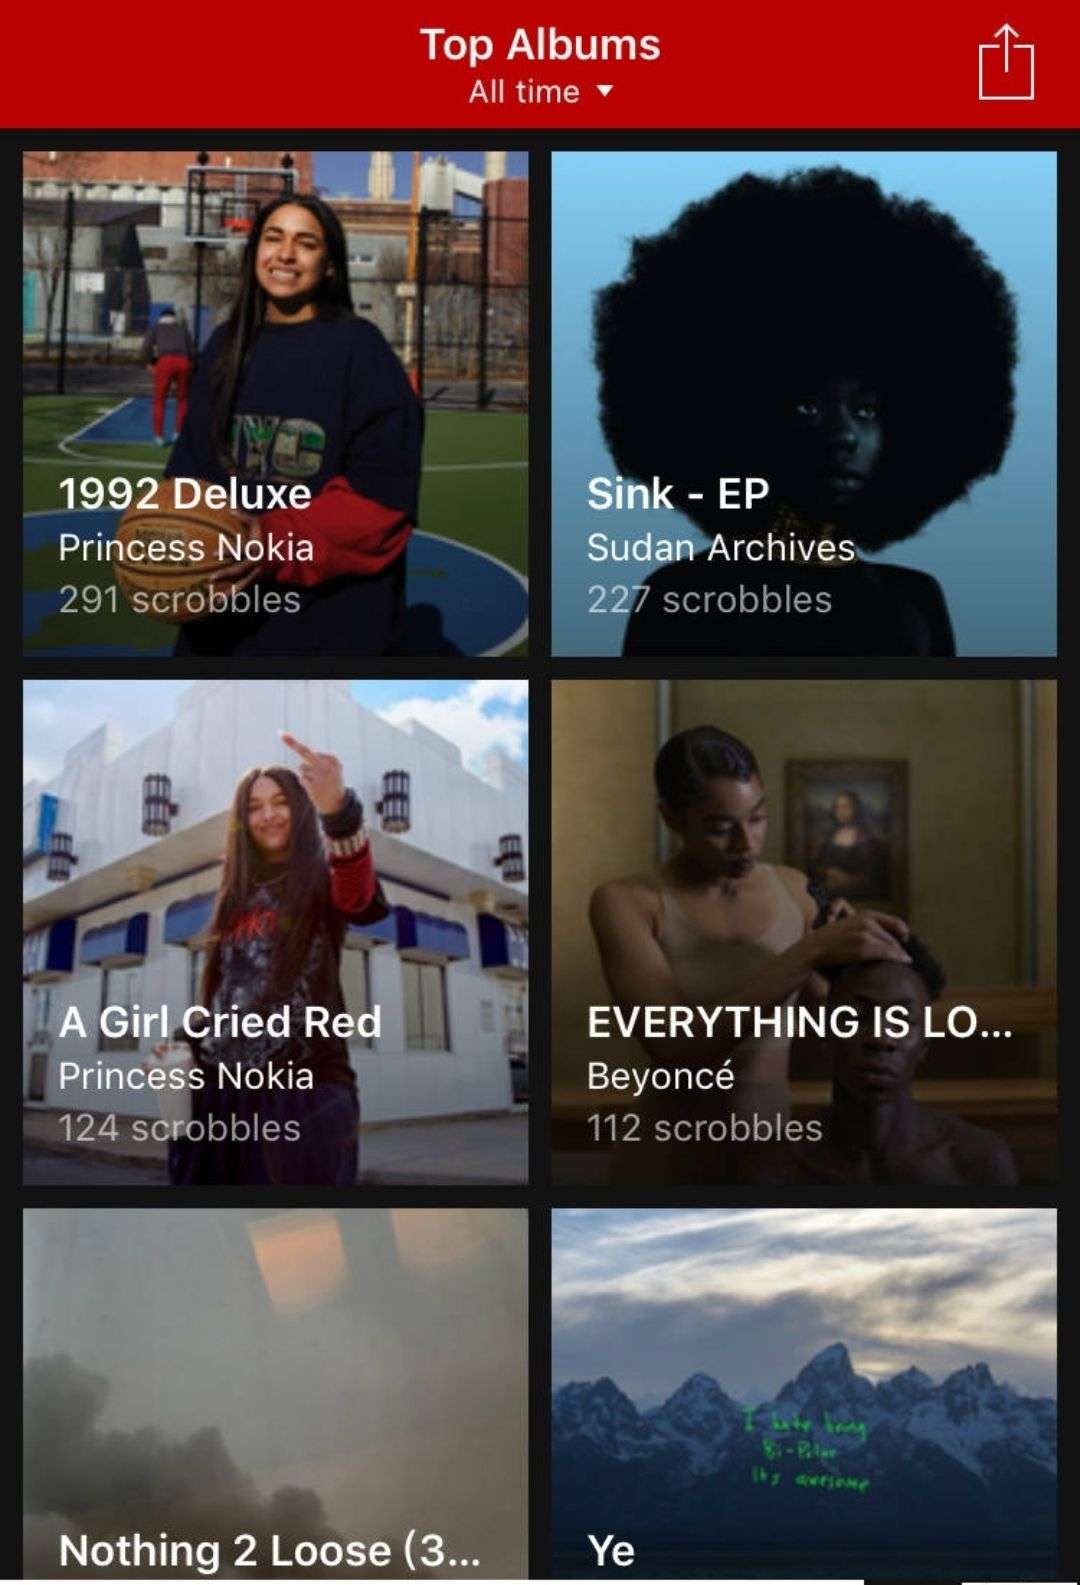 Top Albums
All time
NYC
1992 Deluxe
Princess Nokia
291 scrobbles
Sink - EP
Sudan Archives
227 scrobbles
A Girl Cried Red
Princess Nokia
124 scrobbles
EVERYTHING IS LO...
Beyoncé
112 scrobbles
Nothing 2 Loose (3...
I hate being
Bi-Polar
its awesome
Ye